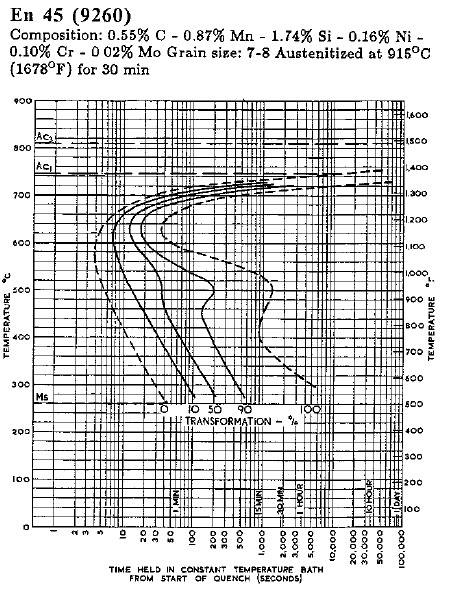 En 45 (9260)
Composition: 0.55% C - 0.87% Mn - 1.74% Si - 0.16% Ni -
0.10% Cr - 0 02% Mo Grain size: 7-8 Austenitized at 915°C
(1678°F) for 30 min
900
800
700
600
500
400
300
200
100
0
TEMPERATURE °C
Ac3
Ac1
Ms
1,600
1,500
1,400
1,300
1,200
1,100
1,000
900
800
700
600
500
400
300
200
100
TEMPERATURE °F
0 10 50 90 100
TRANSFORMATION - %
1 MIN
15 MIN
30 MIN
1 HOUR
10 HOUR
1 DAY
1 2 3 5 10 20 30 50 100 200 500 1,000 2,000 3,000 5,000 10,000 20,000 30,000 50,000 100,000
TIME HELD IN CONSTANT TEMPERATURE BATH
FROM START OF QUENCH (SECONDS)